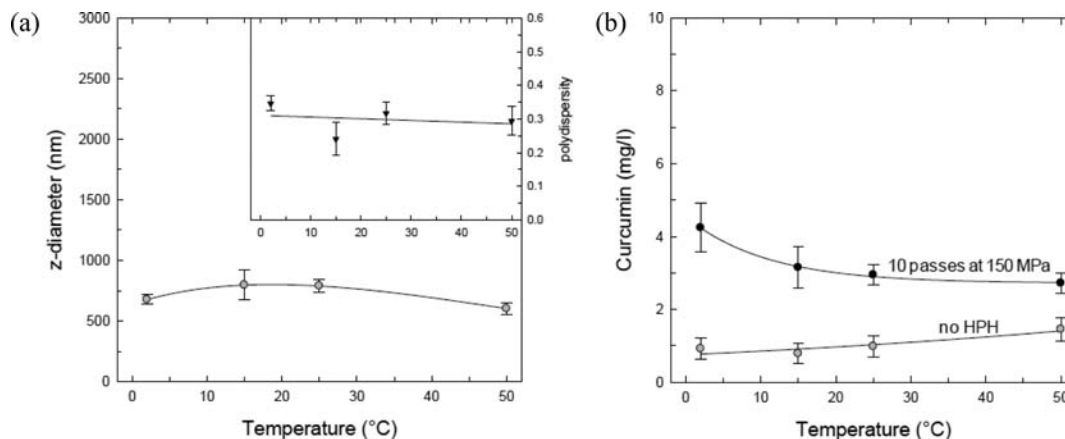 (a)
3000
2500
2000
1500
1000
500
0
z-diameter (nm)
0 10 20 30 40 50
Temperature (°C)
0.6
0.5
0.4
0.3
0.2
0.1
0.0
polydispersity
0 10 20 30 40 50
(b)
10
8
6
4
2
0
Curcumin (mg/l)
10 passes at 150 MPa
no HPH
0 10 20 30 40 50
Temperature (°C)